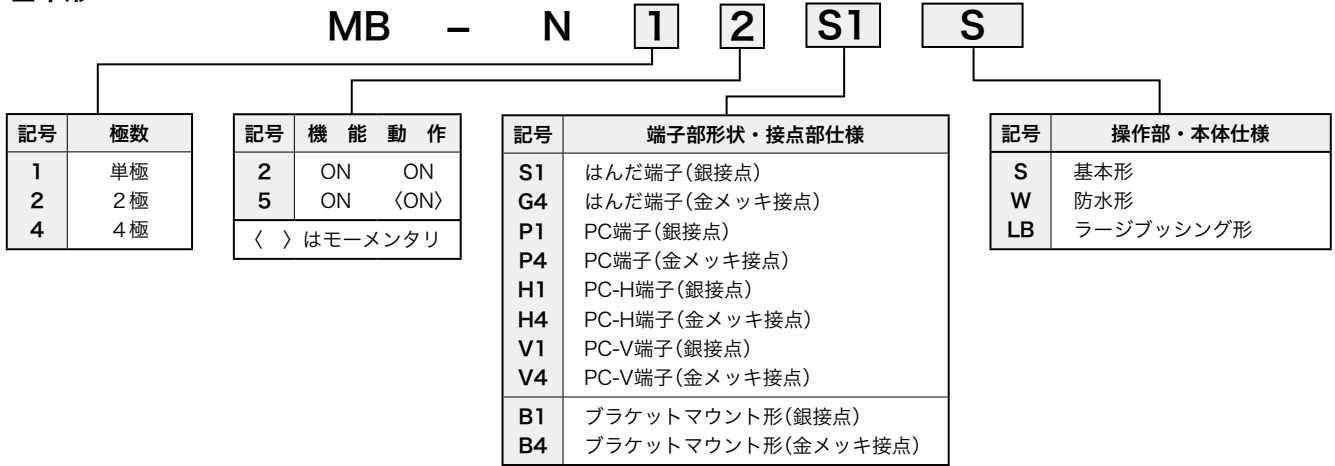 MB – N 1 2 S1 S
記号 極数
1 単極
2 2極
4 4極
記号 機能動作
2 ON ON
5 ON 〈ON〉
〈 〉はモーメンタリ
記号 端子部形状・接点部仕様
S1 はんだ端子(銀接点)
G4 はんだ端子(金メッキ接点)
P1 PC端子(銀接点)
P4 PC端子(金メッキ接点)
H1 PC-H端子(銀接点)
H4 PC-H端子(金メッキ接点)
V1 PC-V端子(銀接点)
V4 PC-V端子(金メッキ接点)
B1 ブラケットマウント形(銀接点)
B4 ブラケットマウント形(金メッキ接点)
記号 操作部・本体仕様
S 基本形
W 防水形
LB ラージブッシング形